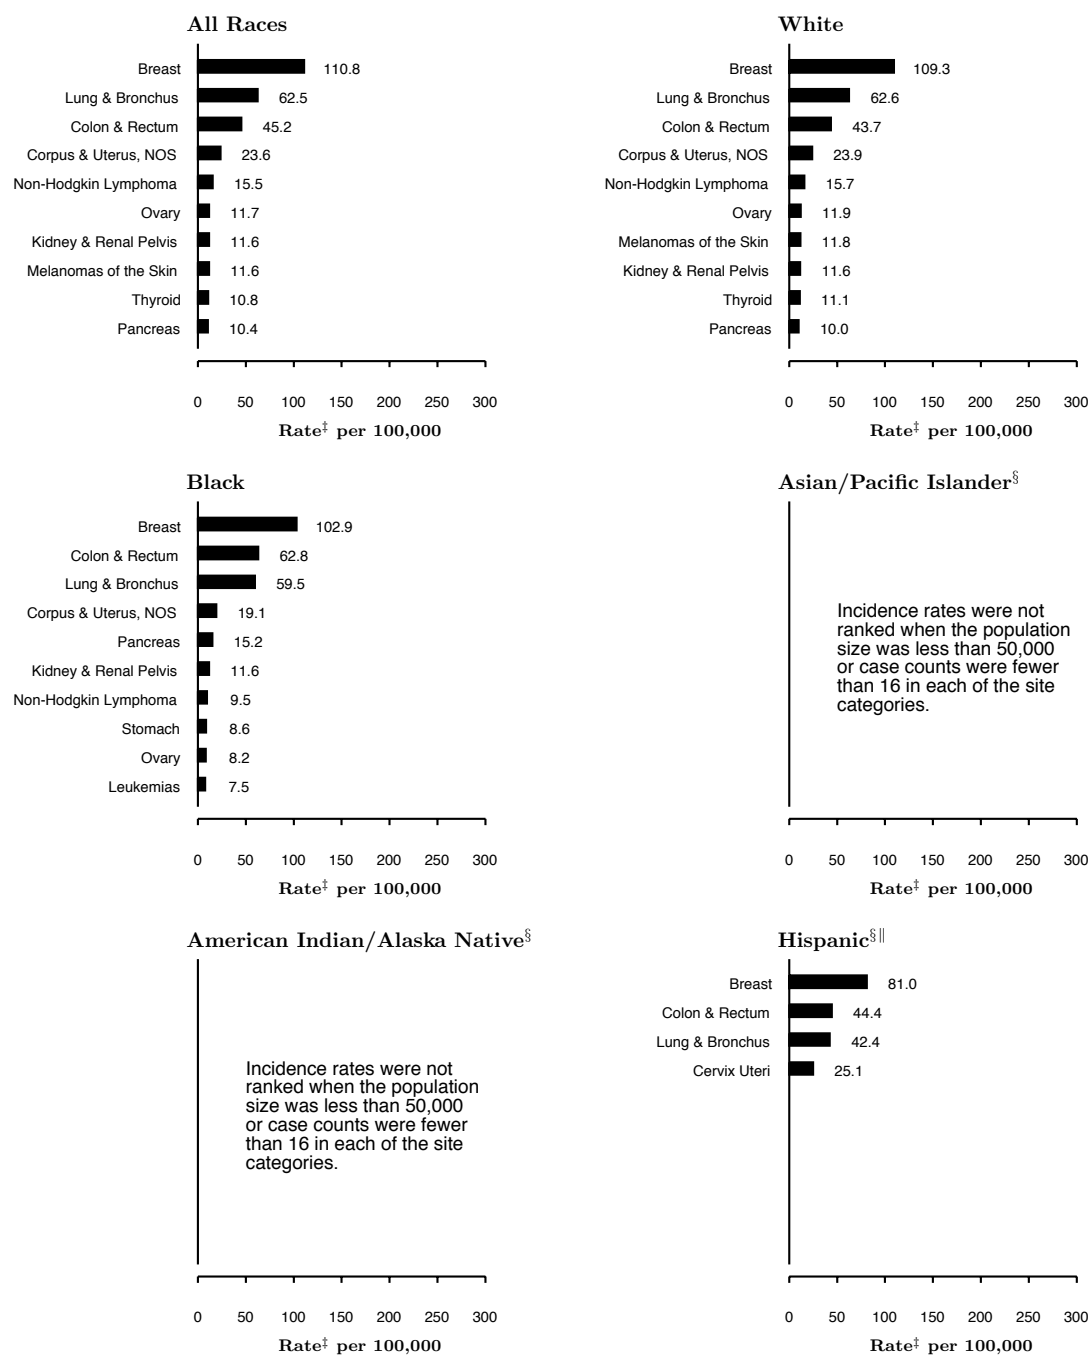 All Races
Breast 110.8
Lung & Bronchus 62.5
Colon & Rectum 45.2
Corpus & Uterus, NOS 23.6
Non-Hodgkin Lymphoma 15.5
Ovary 11.7
Kidney & Renal Pelvis 11.6
Melanomas of the Skin 11.6
Thyroid 10.8
Pancreas 10.4
0 50 100 150 200 250 300
Rate‡ per 100,000
White
Breast 109.3
Lung & Bronchus 62.6
Colon & Rectum 43.7
Corpus & Uterus, NOS 23.9
Non-Hodgkin Lymphoma 15.7
Ovary 11.9
Melanomas of the Skin 11.8
Kidney & Renal Pelvis 11.6
Thyroid 11.1
Pancreas 10.0
0 50 100 150 200 250 300
Rate‡ per 100,000
Black
Breast 102.9
Colon & Rectum 62.8
Lung & Bronchus 59.5
Corpus & Uterus, NOS 19.1
Pancreas 15.2
Kidney & Renal Pelvis 11.6
Non-Hodgkin Lymphoma 9.5
Stomach 8.6
Ovary 8.2
Leukemias 7.5
0 50 100 150 200 250 300
Rate‡ per 100,000
Asian/Pacific Islander§
Incidence rates were not
ranked when the population
size was less than 50,000
or case counts were fewer
than 16 in each of the site
categories.
0 50 100 150 200 250 300
Rate‡ per 100,000
American Indian/Alaska Native§
Incidence rates were not
ranked when the population
size was less than 50,000
or case counts were fewer
than 16 in each of the site
categories.
0 50 100 150 200 250 300
Rate‡ per 100,000
Hispanic§‖
Breast 81.0
Colon & Rectum 44.4
Lung & Bronchus 42.4
Cervix Uteri 25.1
0 50 100 150 200 250 300
Rate‡ per 100,000